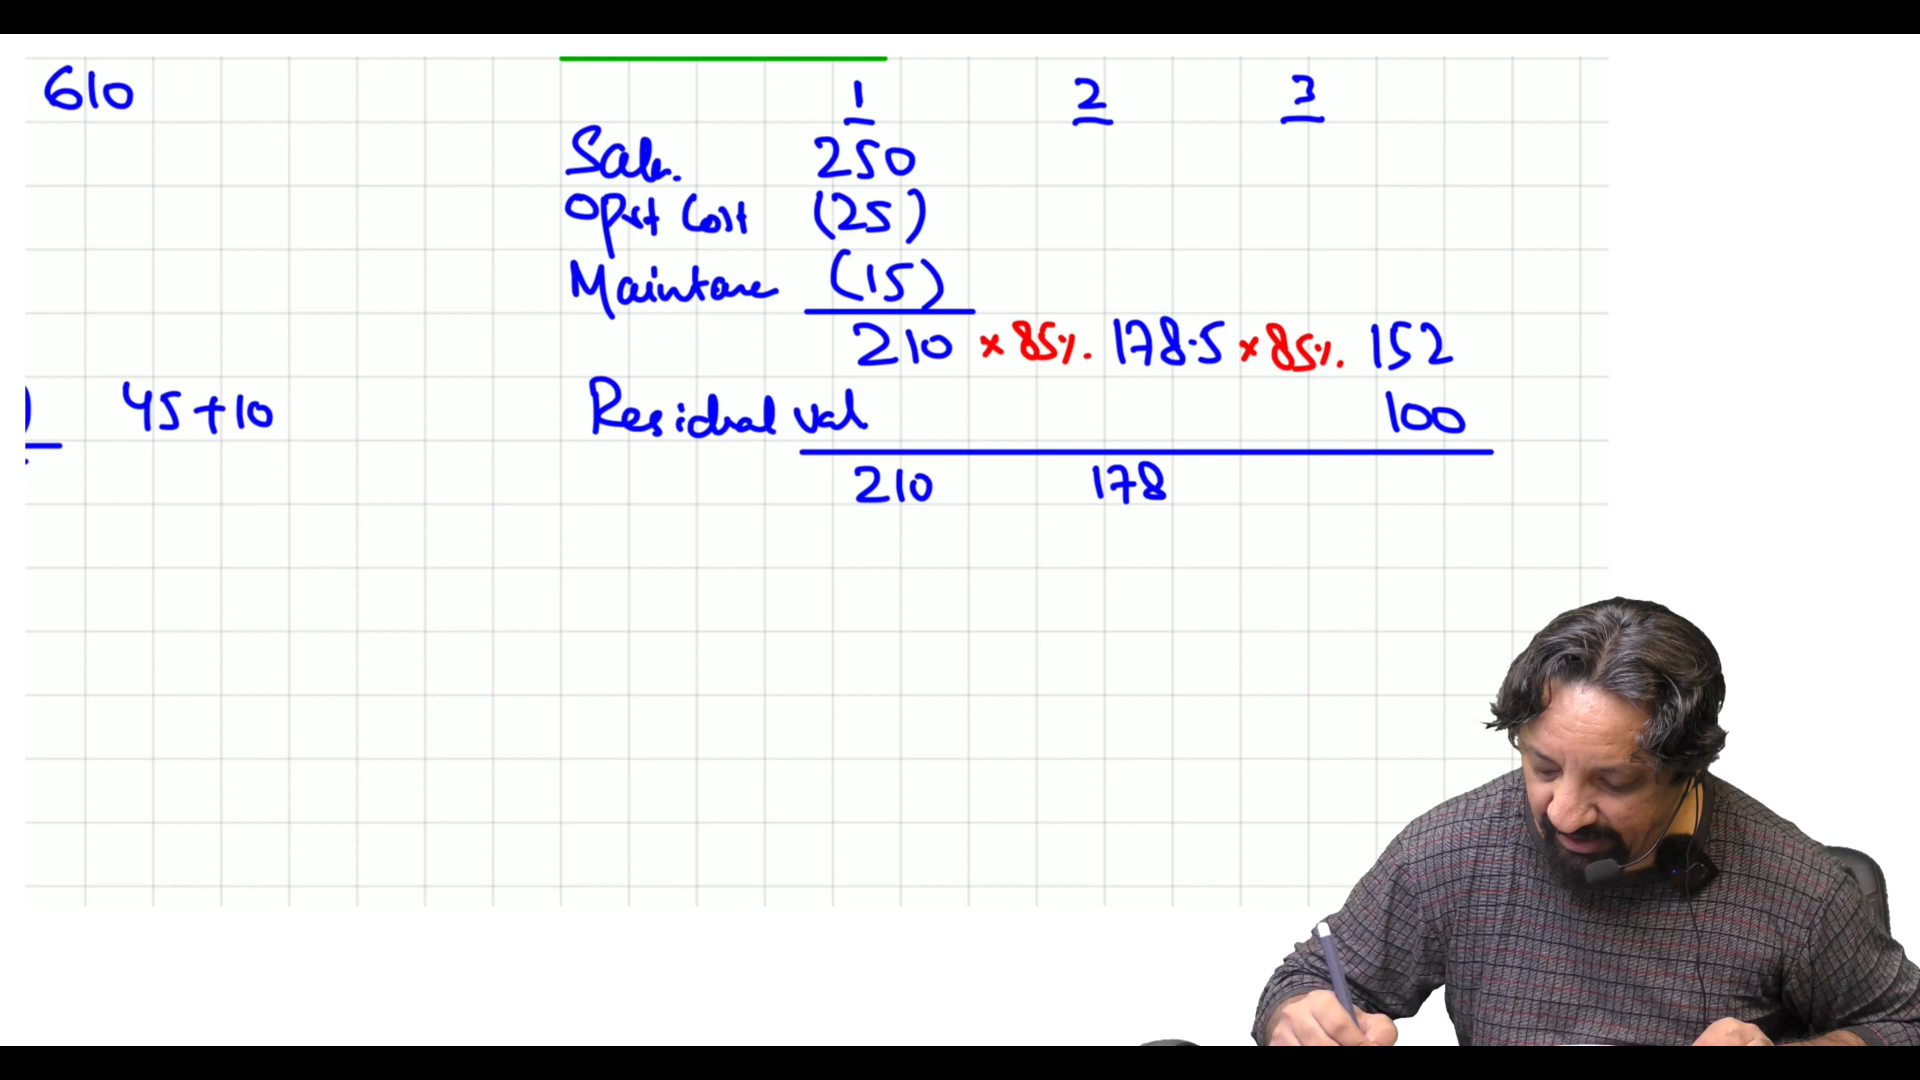 610
1 2 3
Sale. 250
Oprt Cost (25)
Maintane (15)
210 × 85%. 178.5 × 85%. 152
) 45+10
Residual val 100
210 178